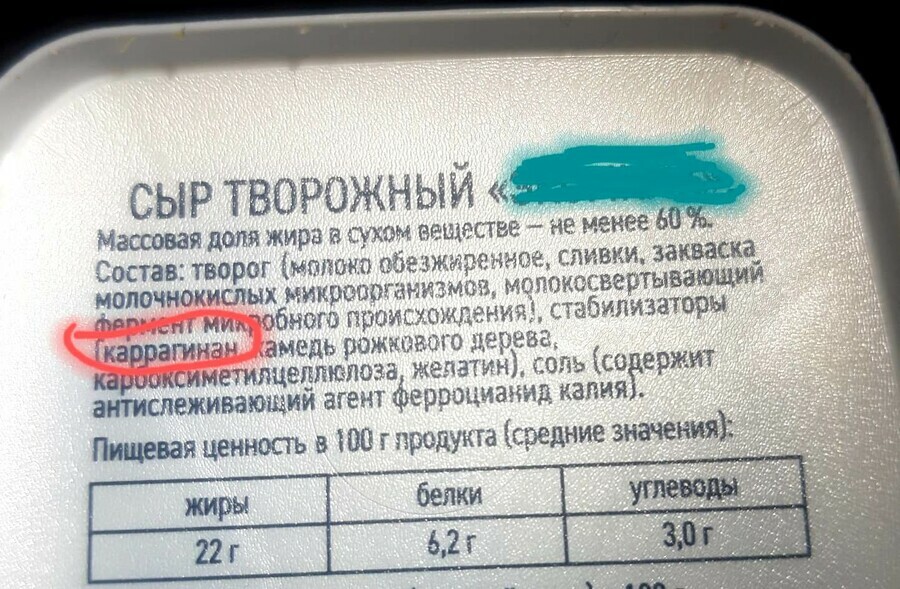 СЫР ТВОРОЖНЫЙ «
Массовая доля жира в сухом веществе – не менее 60 %.
Состав: творог (молоко обезжиренное, сливки, закваска
молочнокислых микроорганизмов, молокосвертывающий
фермент микробного происхождения), стабилизаторы
(каррагинан, камедь рожкового дерева,
карбоксиметилцеллюлоза, желатин), соль (содержит
антислеживающий агент ферроцианид калия).
Пищевая ценность в 100 г продукта (средние значения):
жиры белки углеводы
22 г 6,2 г 3,0 г